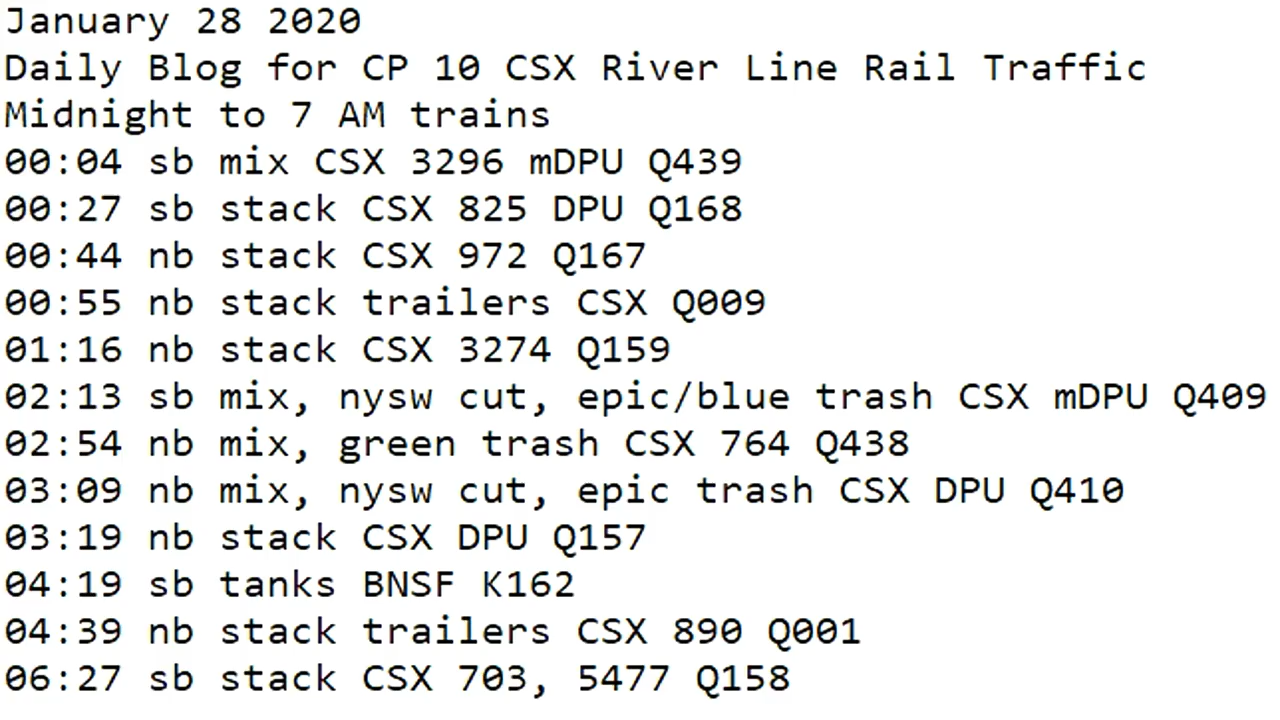 January 28 2020
Daily Blog for CP 10 CSX River Line Rail Traffic
Midnight to 7 AM trains
00:04 sb mix CSX 3296 mDPU Q439
00:27 sb stack CSX 825 DPU Q168
00:44 nb stack CSX 972 Q167
00:55 nb stack trailers CSX Q009
01:16 nb stack CSX 3274 Q159
02:13 sb mix, nysw cut, epic/blue trash CSX mDPU Q409
02:54 nb mix, green trash CSX 764 Q438
03:09 nb mix, nysw cut, epic trash CSX DPU Q410
03:19 nb stack CSX DPU Q157
04:19 sb tanks BNSF K162
04:39 nb stack trailers CSX 890 Q001
06:27 sb stack CSX 703, 5477 Q158